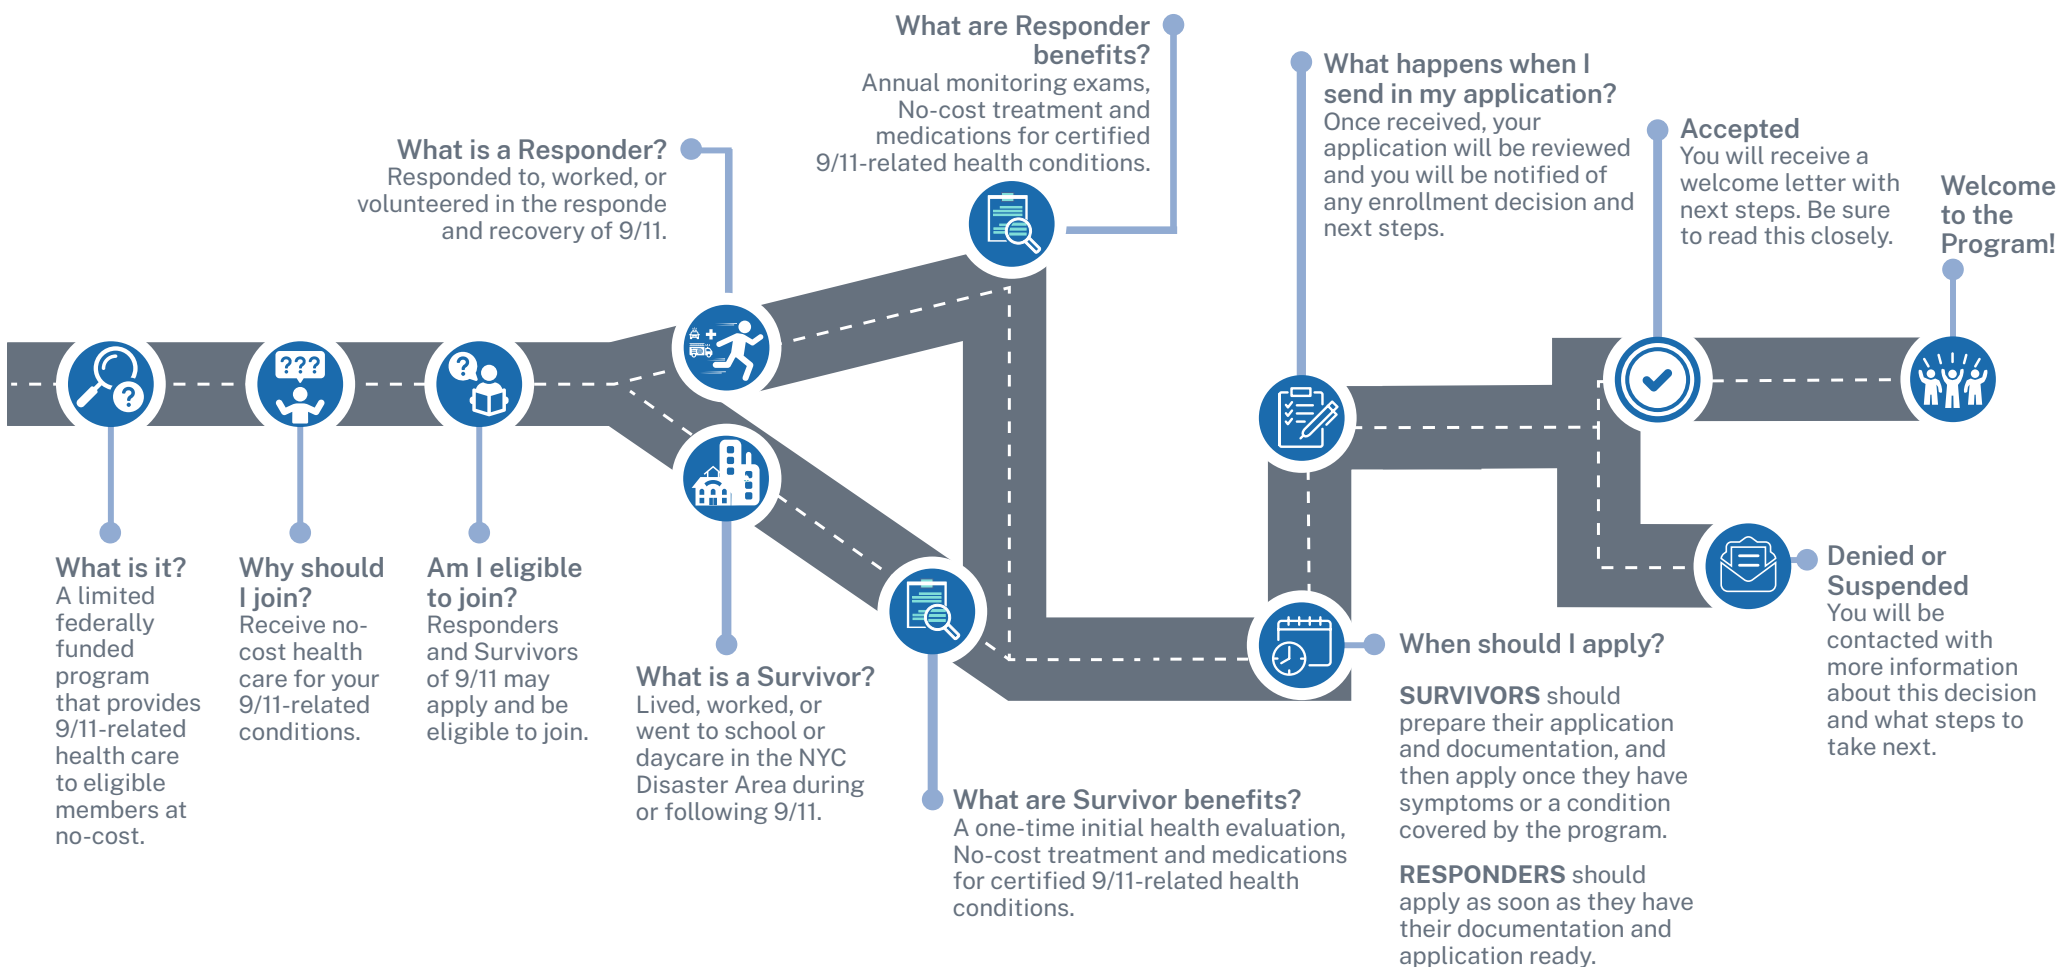 What is it?
A limited
federally
funded
program
that provides
9/11-related
health care
to eligible
members at
no-cost.
???
Why should
I join?
Receive no-
cost health
care for your
9/11-related
conditions.
?
?
Am I eligible
to join?
Responders
and Survivors
of 9/11 may
apply and be
eligible to join.
What is a Responder?
Responded to, worked, or
volunteered in the responde
and recovery of 9/11.
What are Responder
benefits?
Annual monitoring exams,
No-cost treatment and
medications for certified
9/11-related health conditions.
What is a Survivor?
Lived, worked, or
went to school or
daycare in the NYC
Disaster Area during
or following 9/11.
What are Survivor benefits?
A one-time initial health evaluation,
No-cost treatment and medications
for certified 9/11-related health
conditions.
When should I apply?
SURVIVORS should
prepare their application
and documentation, and
then apply once they have
symptoms or a condition
covered by the program.
RESPONDERS should
apply as soon as they have
their documentation and
application ready.
What happens when I
send in my application?
Once received, your
application will be reviewed
and you will be notified of
any enrollment decision and
next steps.
Accepted
You will receive a
welcome letter with
next steps. Be sure
to read this closely.
Welcome
to the
Program!
Denied or
Suspended
You will be
contacted with
more information
about this decision
and what steps to
take next.